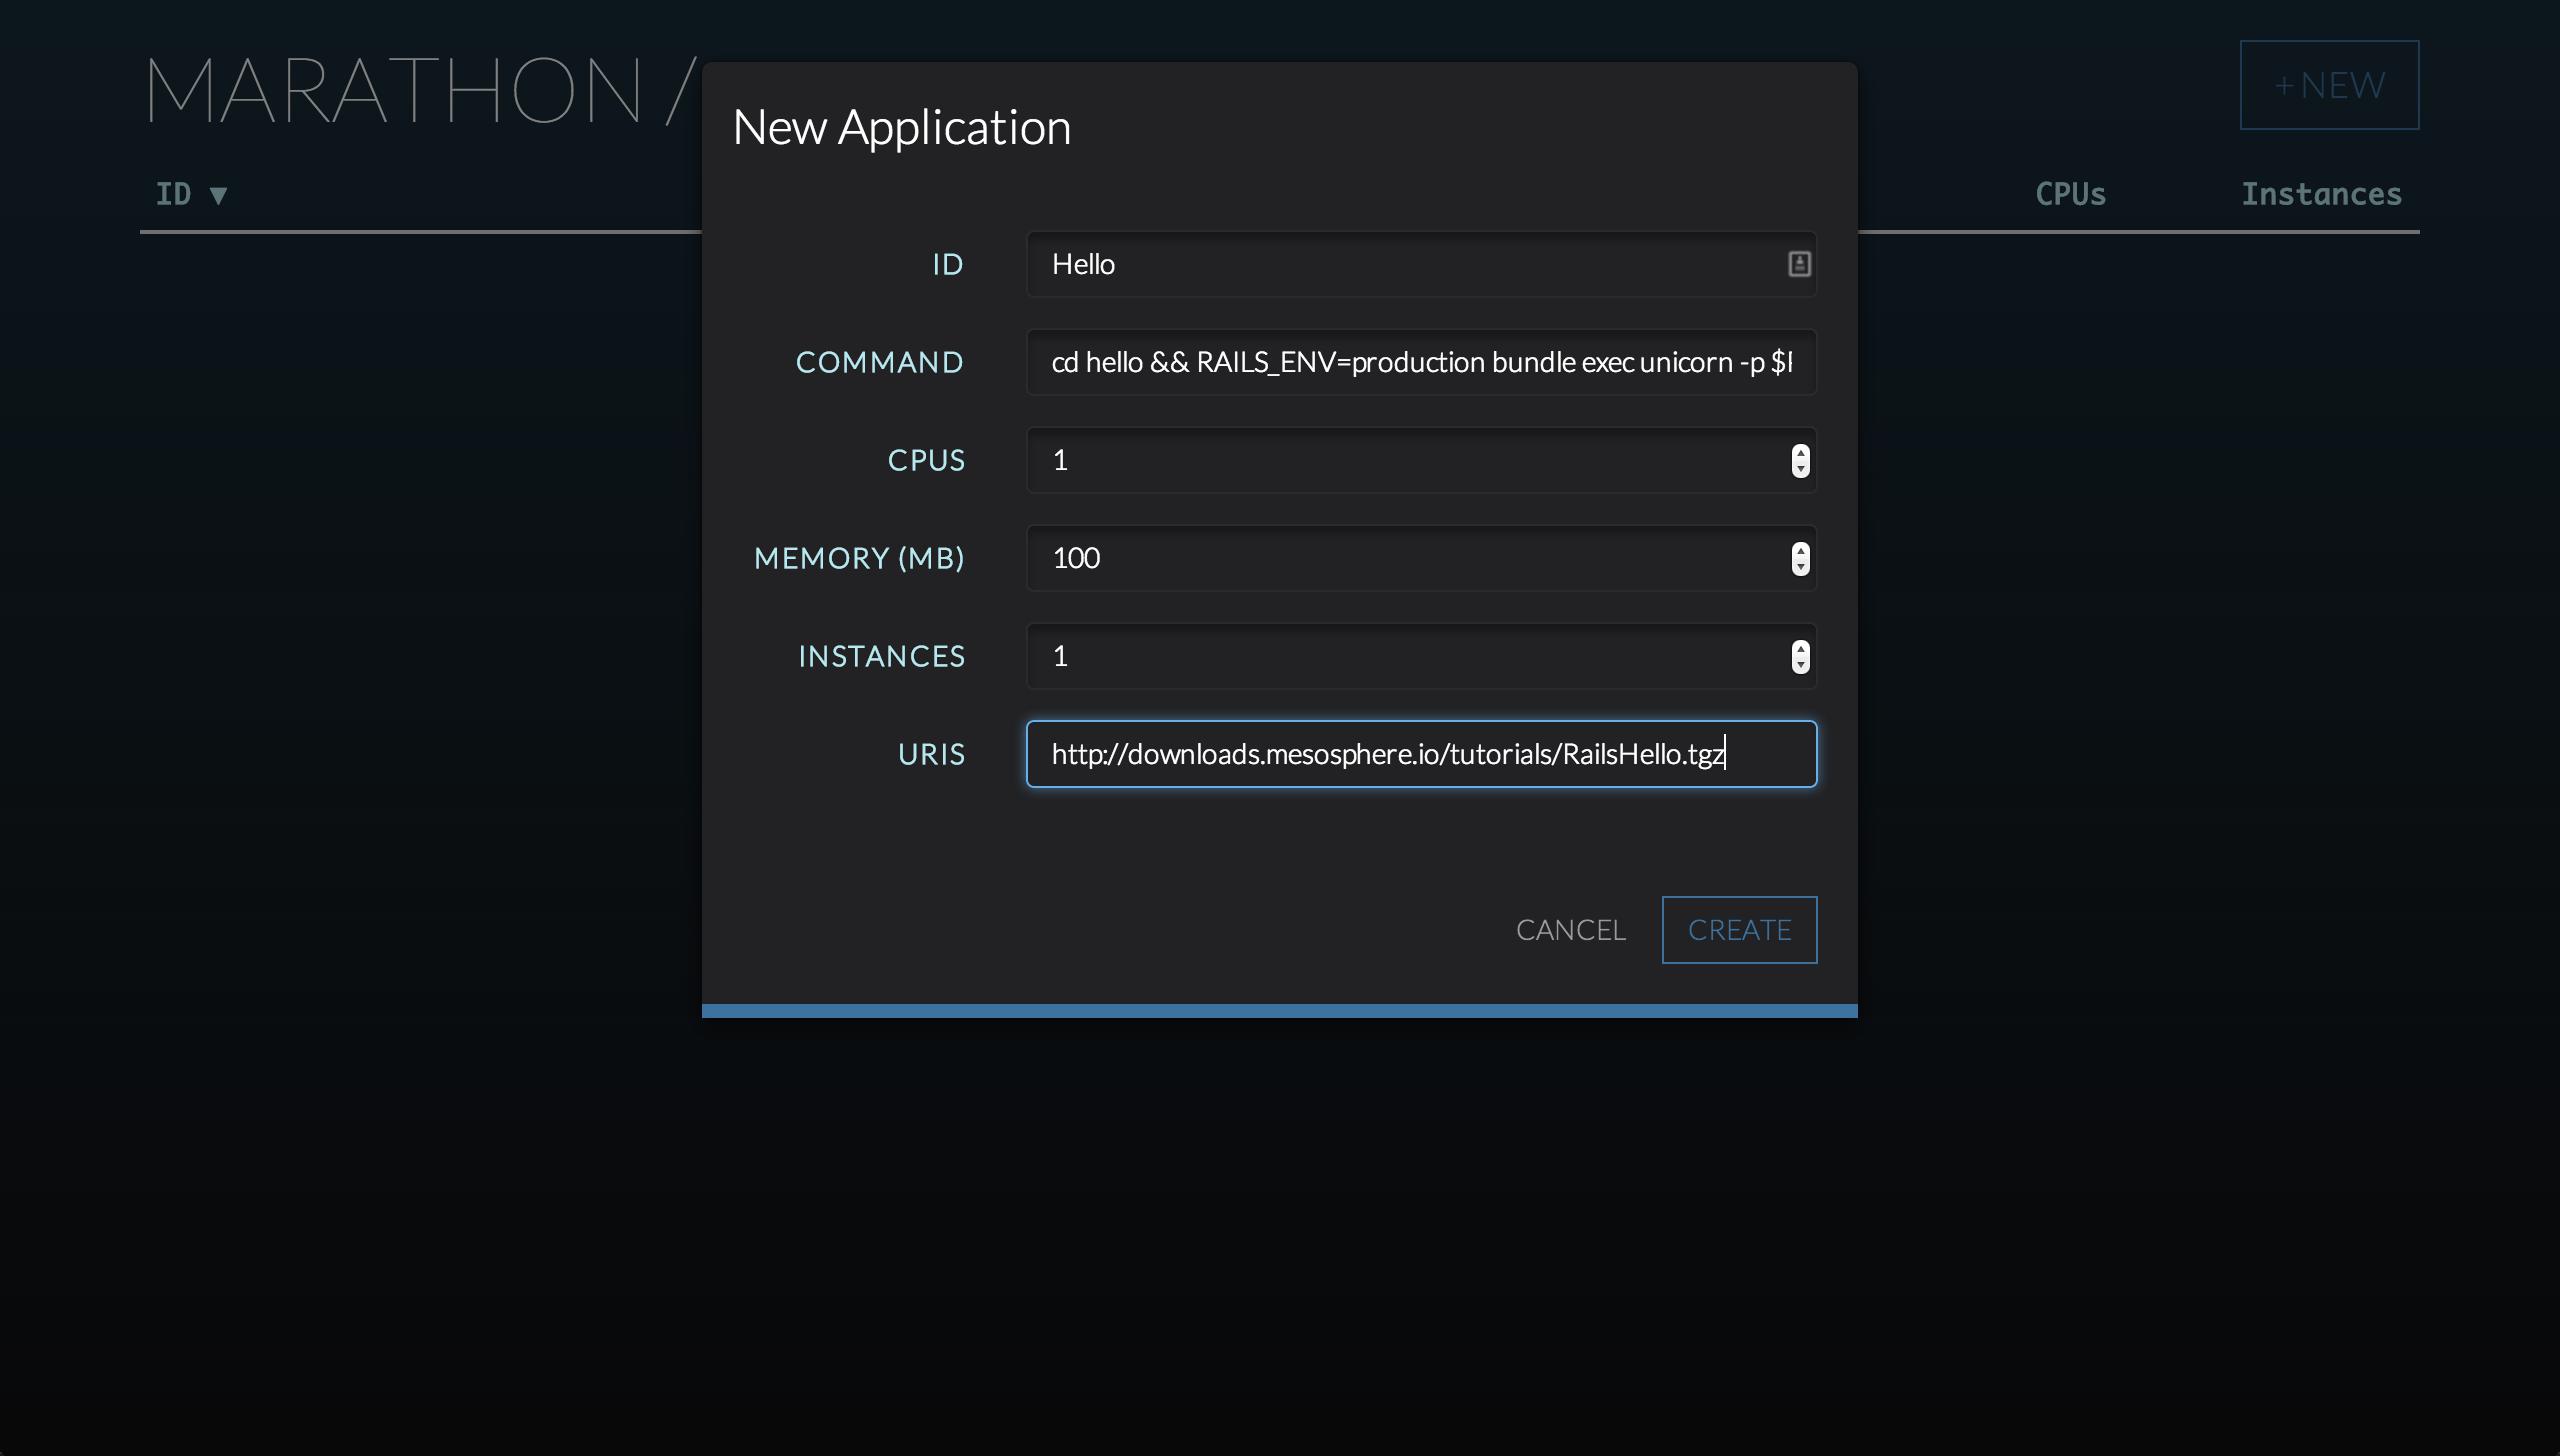 MARATHON /
+ NEW
ID ▼ CPUs Instances
New Application
ID Hello
COMMAND cd hello && RAILS_ENV=production bundle exec unicorn -p
CPUS 1
MEMORY (MB) 100
INSTANCES 1
URIS http://downloads.mesosphere.io/tutorials/RailsHello.tgz
CANCEL CREATE